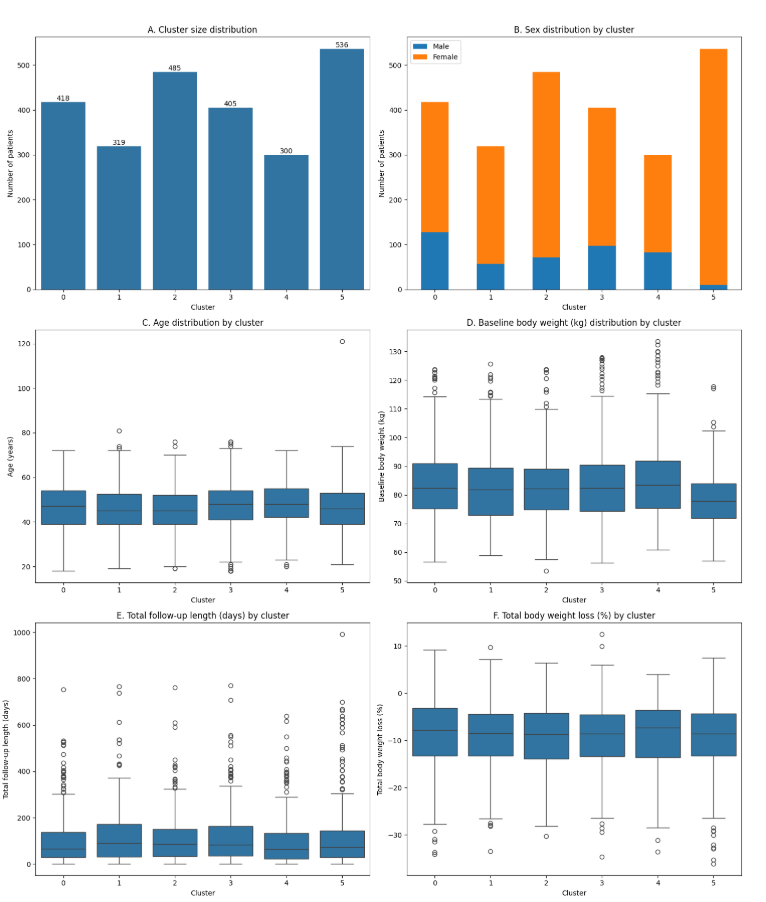 A. Cluster size distribution
Number of patients
500
400
300
200
100
0
418
319
485
405
300
536
0 1 2 3 4 5
Cluster
B. Sex distribution by cluster
Male
Female
Number of patients
500
400
300
200
100
0
0 1 2 3 4 5
Cluster
C. Age distribution by cluster
Age (years)
120
100
80
60
40
20
0 1 2 3 4 5
Cluster
D. Baseline body weight (kg) distribution by cluster
Baseline body weight (kg)
130
120
110
100
90
80
70
60
50
0 1 2 3 4 5
Cluster
E. Total follow-up length (days) by cluster
Total follow-up length (days)
1000
800
600
400
200
0
0 1 2 3 4 5
Cluster
F. Total body weight loss (%) by cluster
Total body weight loss (%)
10
0
−10
−20
−30
0 1 2 3 4 5
Cluster